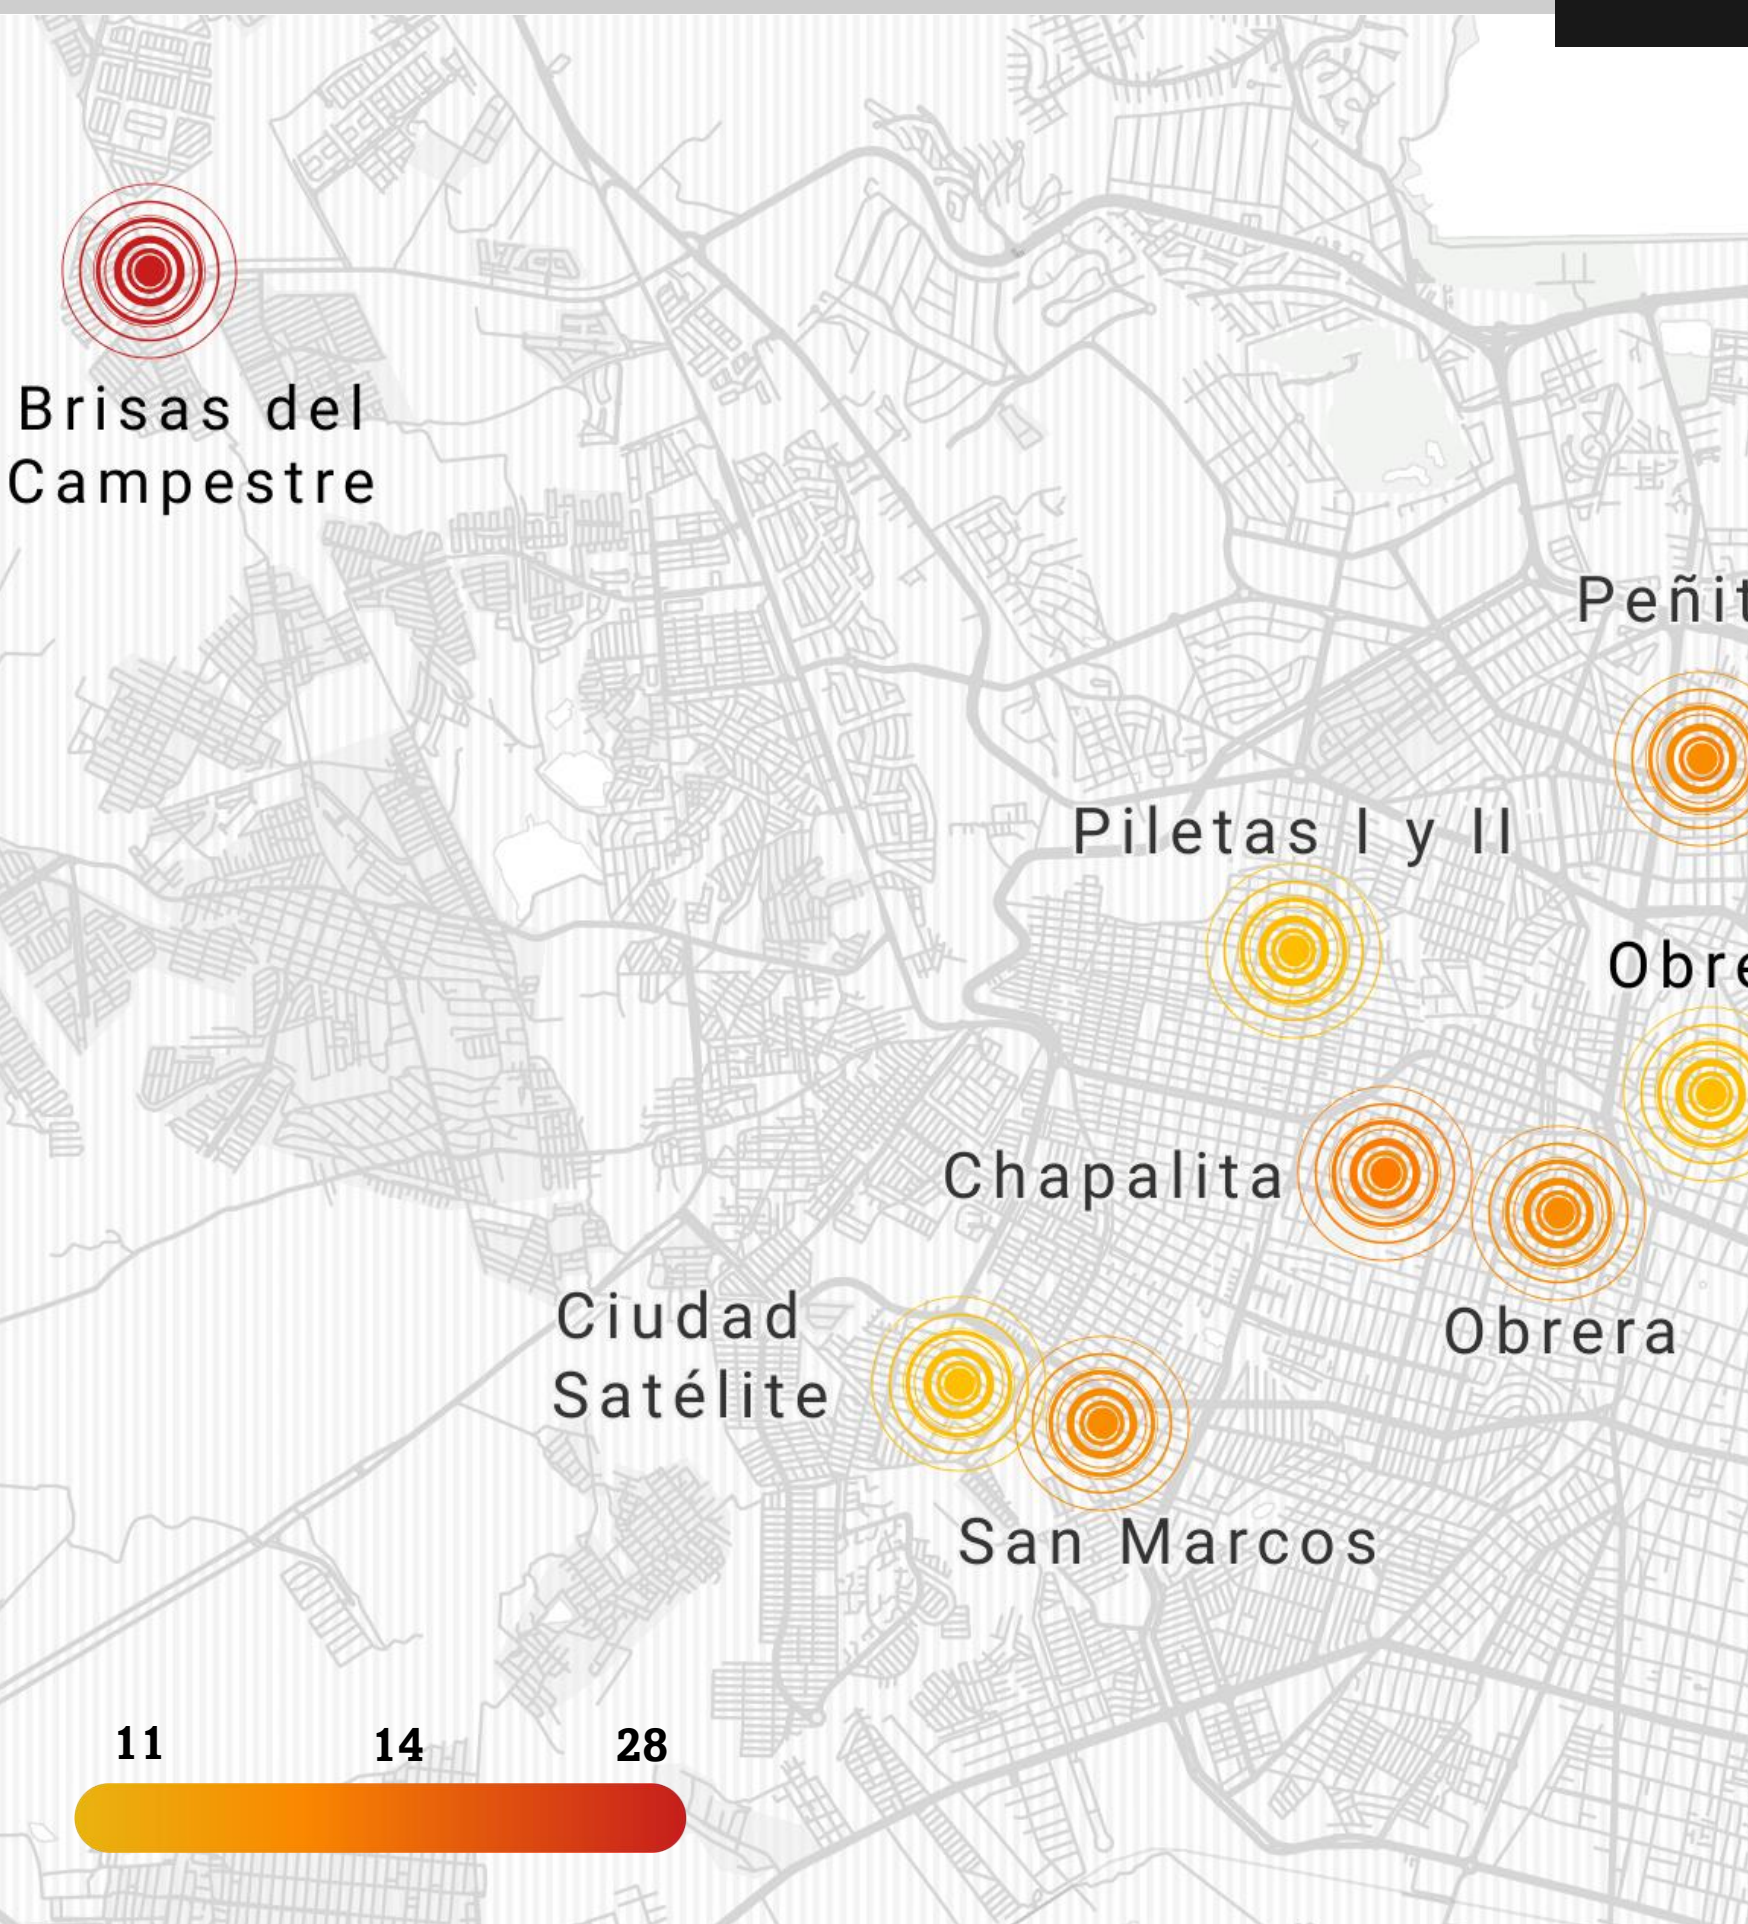 Brisas del
Campestre
Piletas I y II
Chapalita
Obrera
Ciudad
Satélite
San Marcos
11 14 28